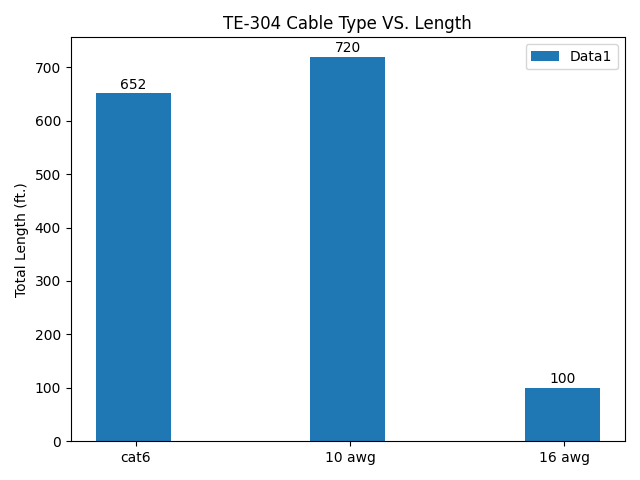 TE-304 Cable Type VS. Length
Data1
Total Length (ft.)
700
600
500
400
300
200
100
0
652
720
100
cat6
10 awg
16 awg